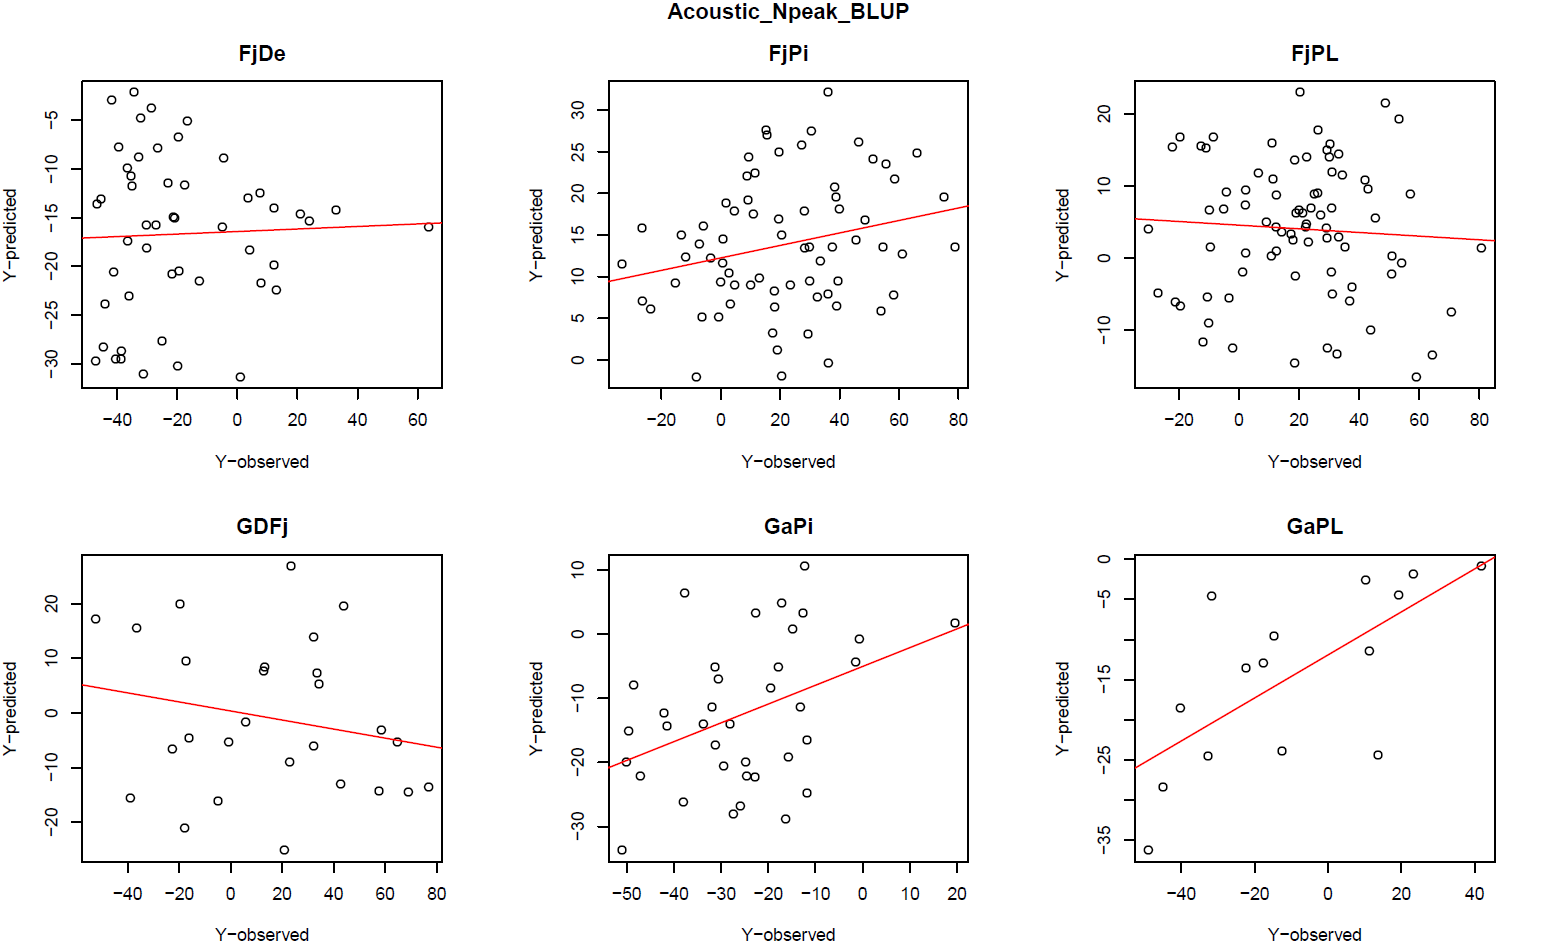 Acoustic_Npeak_BLUP
FjDe
FjPi
FjPL
Y−predicted
−5
−10
−15
−20
−25
−30
−40 −20 0 20 40 60
Y−observed
Y−predicted
30
25
20
15
10
5
0
−20 0 20 40 60 80
Y−observed
Y−predicted
20
10
0
−10
−20 0 20 40 60 80
Y−observed
GDFj
GaPi
GaPL
Y−predicted
20
10
0
−10
−20
−40 −20 0 20 40 60 80
Y−observed
Y−predicted
10
0
−10
−20
−30
−50 −40 −30 −20 −10 0 10 20
Y−observed
Y−predicted
0
−5
−15
−25
−35
−40 −20 0 20 40
Y−observed